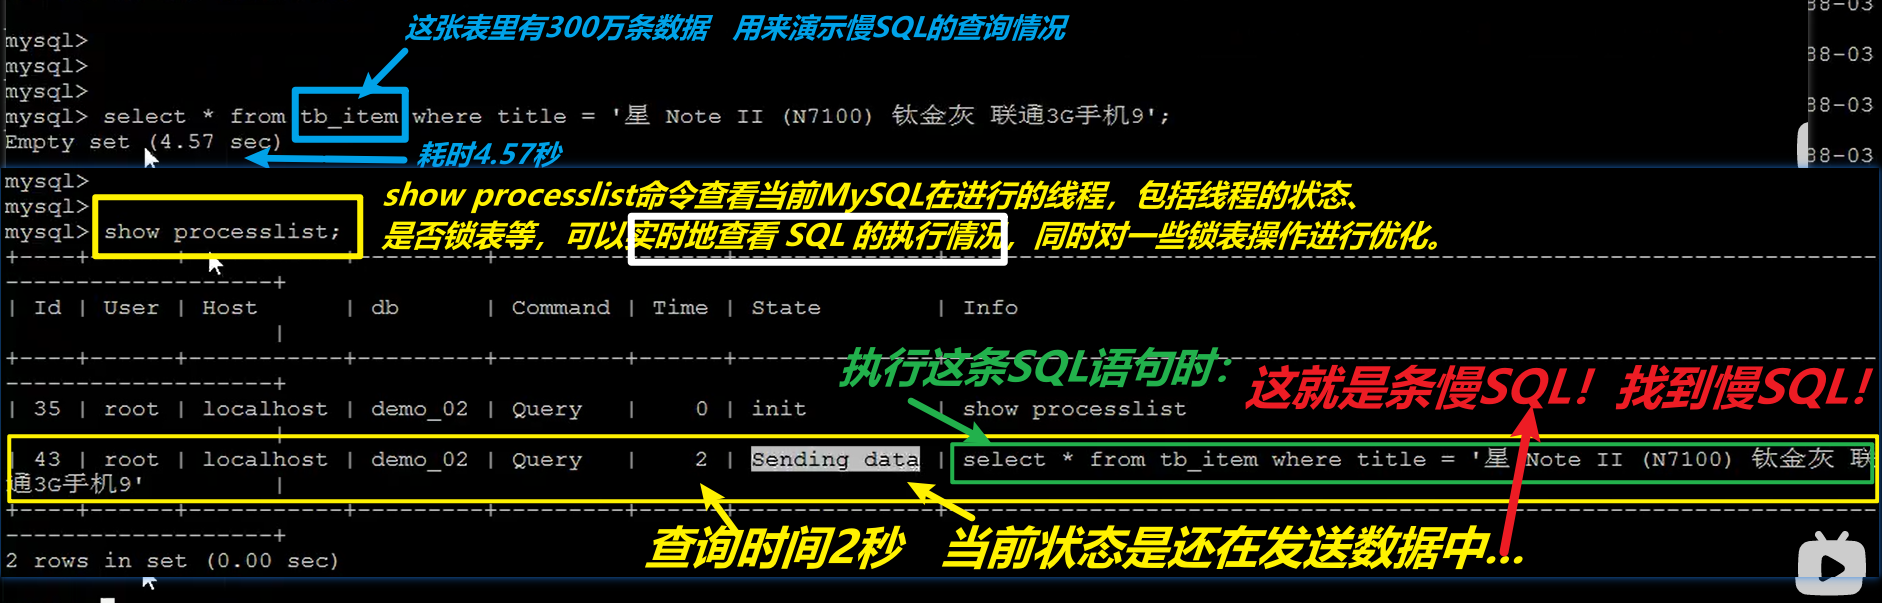 这张表里有300万条数据 用来演示慢SQL的查询情况
mysql>
mysql>
mysql>
mysql> select * from tb_item where title = '星 Note II (N7100) 钛金灰 联通3G手机9';
Empty set (4.57 sec)
耗时4.57秒
38-03
38-03
38-03
38-03
mysql>
mysql>
mysql> show processlist;
show processlist命令查看当前MySQL在进行的线程，包括线程的状态、
是否锁表等，可以实时地查看 SQL 的执行情况，同时对一些锁表操作进行优化。
| Id | User | Host | db | Command | Time | State | Info |
执行这条SQL语句时：
这就是条慢SQL！找到慢SQL！
| 35 | root | localhost | demo_02 | Query | 0 | init | show processlist |
| 43 | root | localhost | demo_02 | Query | 2 | Sending data | select * from tb_item where title = '星 Note II (N7100) 钛金灰 联
通3G手机9' |
查询时间2秒 当前状态是还在发送数据中...
2 rows in set (0.00 sec)